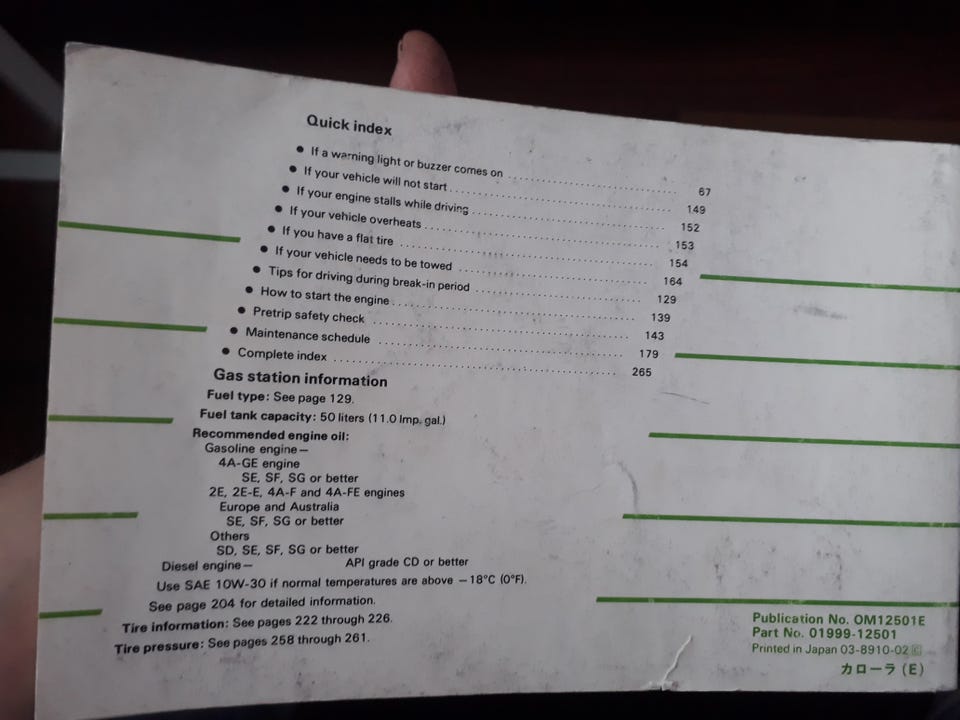 Quick index
● If a warning light or buzzer comes on ........ 67
● If your vehicle will not start ........ 149
● If your engine stalls while driving ........ 152
● If your vehicle overheats ........ 153
● If you have a flat tire ........ 154
● If your vehicle needs to be towed ........ 164
● Tips for driving during break-in period ........ 129
● How to start the engine ........ 139
● Pretrip safety check ........ 143
● Maintenance schedule ........ 179
● Complete index ........ 265
Gas station information
Fuel type: See page 129.
Fuel tank capacity: 50 liters (11.0 Imp. gal.)
Recommended engine oil:
Gasoline engine—
4A-GE engine
SE, SF, SG or better
2E, 2E-E, 4A-F and 4A-FE engines
Europe and Australia
SE, SF, SG or better
Others
SD, SE, SF, SG or better
Diesel engine— API grade CD or better
Use SAE 10W-30 if normal temperatures are above −18°C (0°F).
See page 204 for detailed information.
Tire information: See pages 222 through 226.
Tire pressure: See pages 258 through 261.
Publication No. OM12501E
Part No. 01999-12501
Printed in Japan 03-8910-02 Ⓒ
カローラ (E)